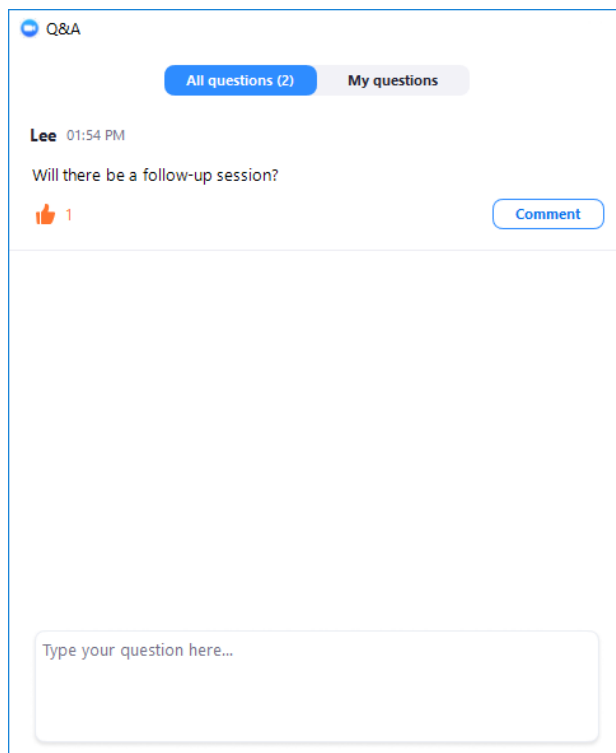 Q&A
All questions (2) My questions
Lee 01:54 PM
Will there be a follow-up session?
1 Comment
Type your question here...